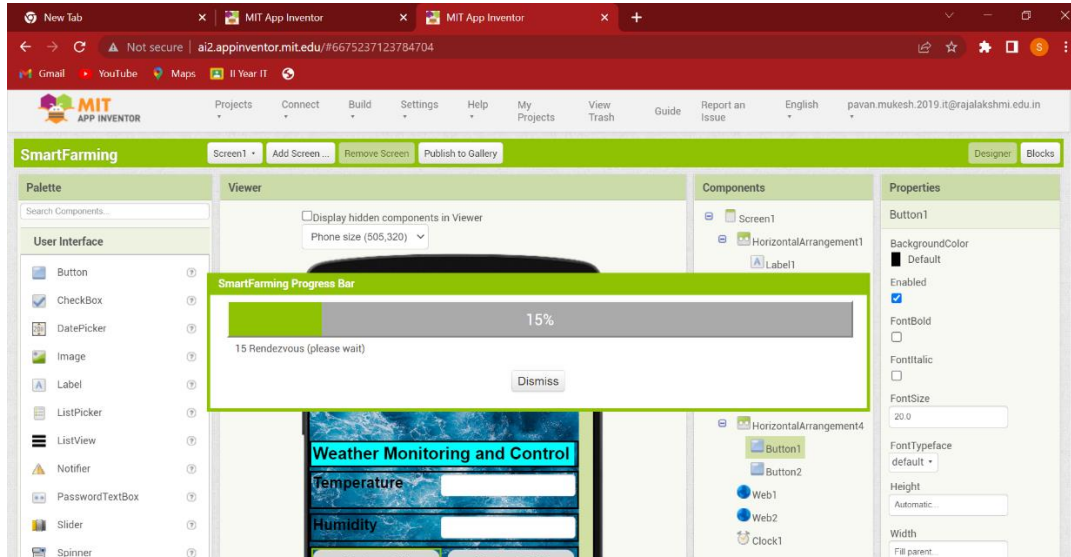 New Tab
MIT App Inventor
MIT App Inventor
Not secure
ai2.appinventor.mit.edu/#6675237123784704
S
Gmail
YouTube
Maps
II Year IT
MIT
APP INVENTOR
Projects
Connect
Build
Settings
Help
My Projects
View Trash
Guide
Report an Issue
English
pavan.mukesh.2019.it@rajalakshmi.edu.in
SmartFarming
Screen1
Add Screen ...
Remove Screen
Publish to Gallery
Designer
Blocks
Palette
Search Components...
User Interface
Button
CheckBox
DatePicker
Image
Label
ListPicker
ListView
Notifier
PasswordTextBox
Slider
Spinner
Viewer
Display hidden components in Viewer
Phone size (505,320)
SmartFarming Progress Bar
15%
15 Rendezvous (please wait)
Dismiss
Weather Monitoring and Control
Temperature
Humidity
Components
Screen1
HorizontalArrangement1
Label1
HorizontalArrangement4
Button1
Button2
Web1
Web2
Clock1
Properties
Button1
BackgroundColor
Default
Enabled
FontBold
FontItalic
FontSize
20.0
FontTypeface
default
Height
Automatic...
Width
Fill parent...